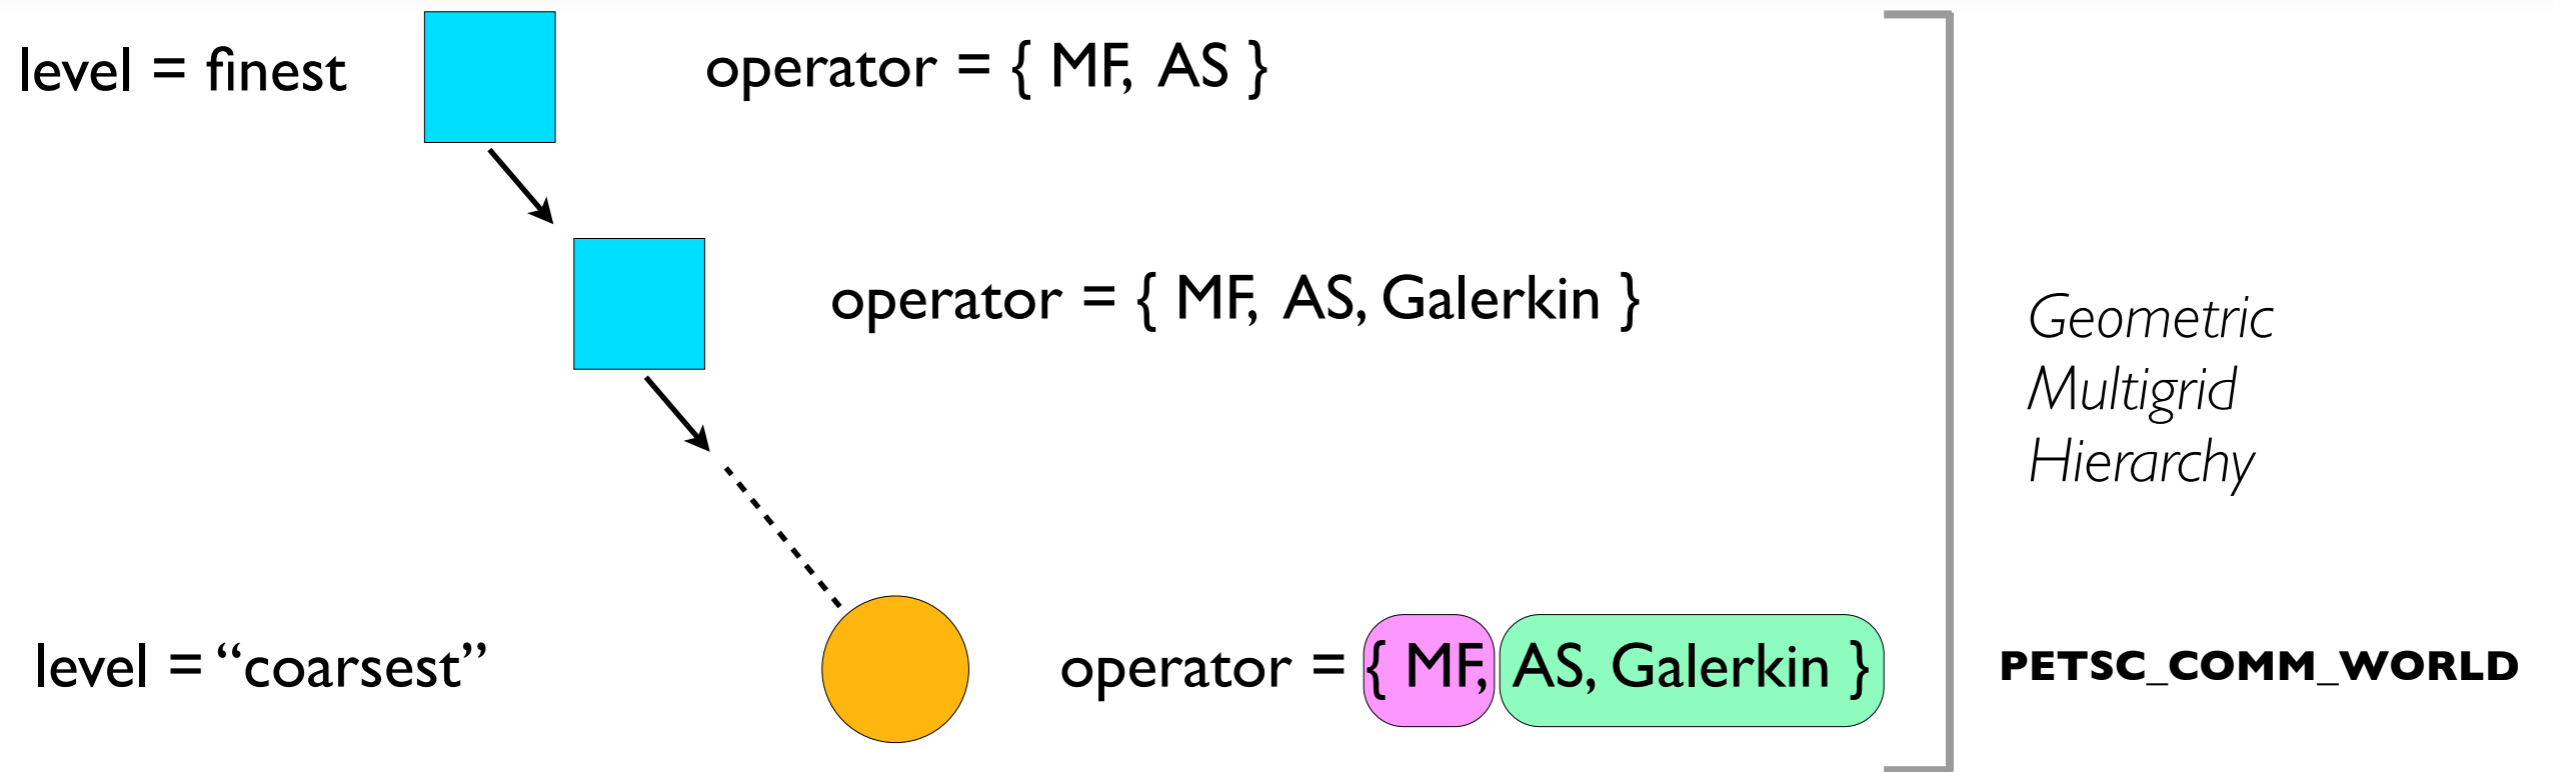 level = finest
operator = { MF, AS }
operator = { MF, AS, Galerkin }
Geometric
Multigrid
Hierarchy
level = “coarsest”
operator = { MF, AS, Galerkin }
PETSC_COMM_WORLD